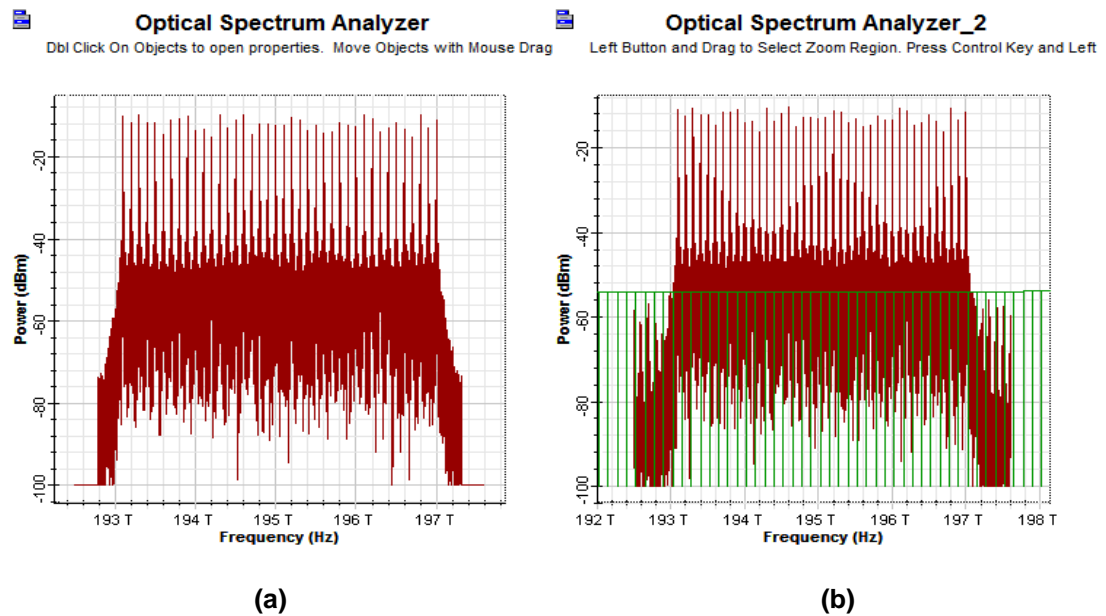 Optical Spectrum Analyzer
Dbl Click On Objects to open properties. Move Objects with Mouse Drag
Power (dBm)
-20
-40
-60
-80
-100
193 T 194 T 195 T 196 T 197 T
Frequency (Hz)
(a)
Optical Spectrum Analyzer_2
Left Button and Drag to Select Zoom Region. Press Control Key and Left
Power (dBm)
-20
-40
-60
-80
-100
192 T 193 T 194 T 195 T 196 T 197 T 198 T
Frequency (Hz)
(b)